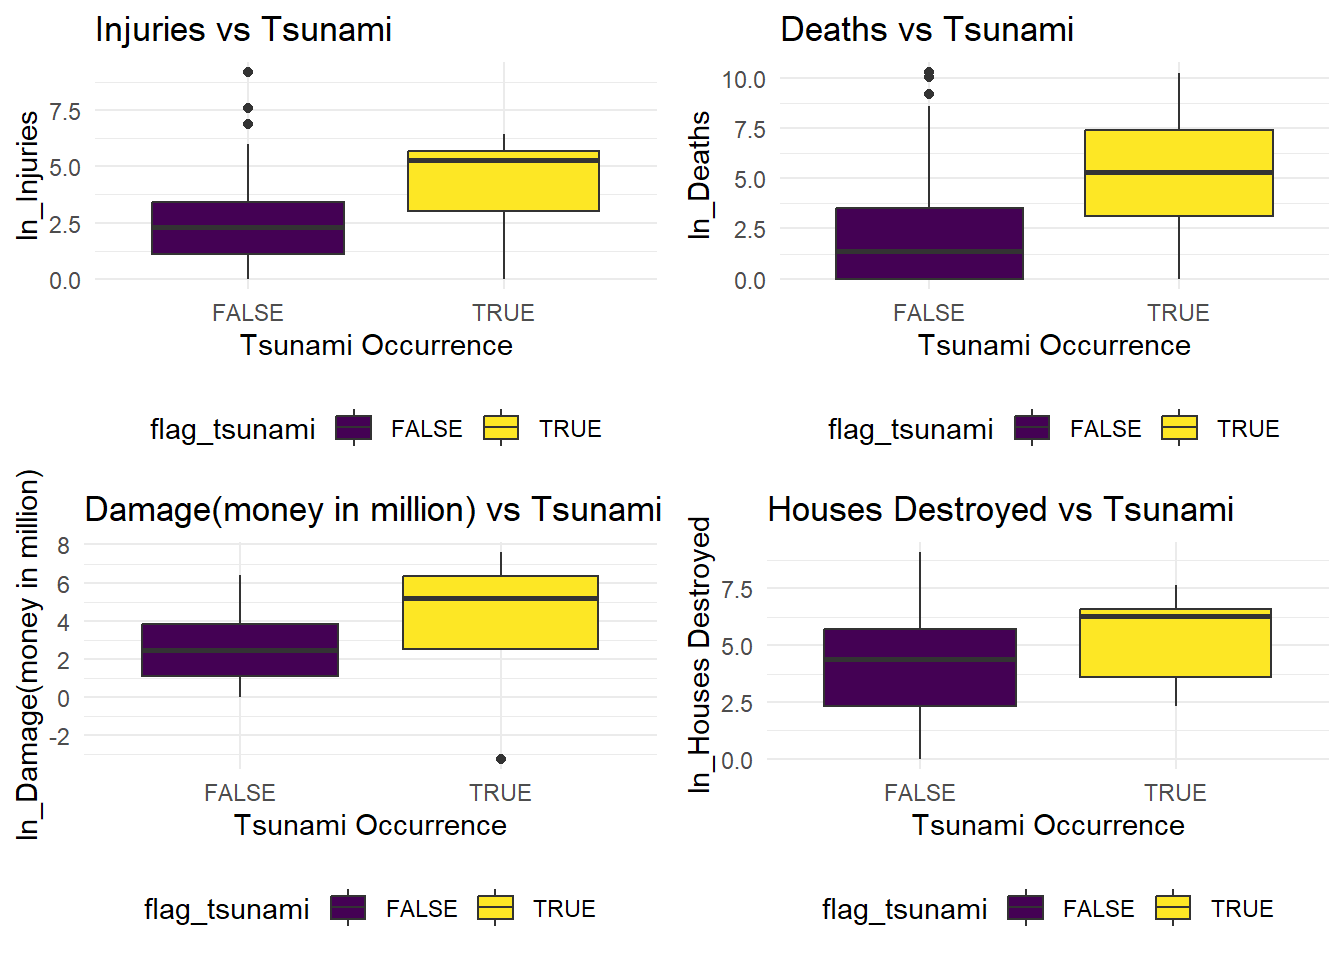 Injuries vs Tsunami
ln_Injuries
7.5
5.0
2.5
0.0
FALSE TRUE
Tsunami Occurrence
flag_tsunami FALSE TRUE
Deaths vs Tsunami
ln_Deaths
10.0
7.5
5.0
2.5
0.0
FALSE TRUE
Tsunami Occurrence
flag_tsunami FALSE TRUE
Damage(money in million) vs Tsunami
ln_Damage(money in million)
8
6
4
2
0
-2
FALSE TRUE
Tsunami Occurrence
flag_tsunami FALSE TRUE
Houses Destroyed vs Tsunami
ln_Houses Destroyed
7.5
5.0
2.5
0.0
FALSE TRUE
Tsunami Occurrence
flag_tsunami FALSE TRUE